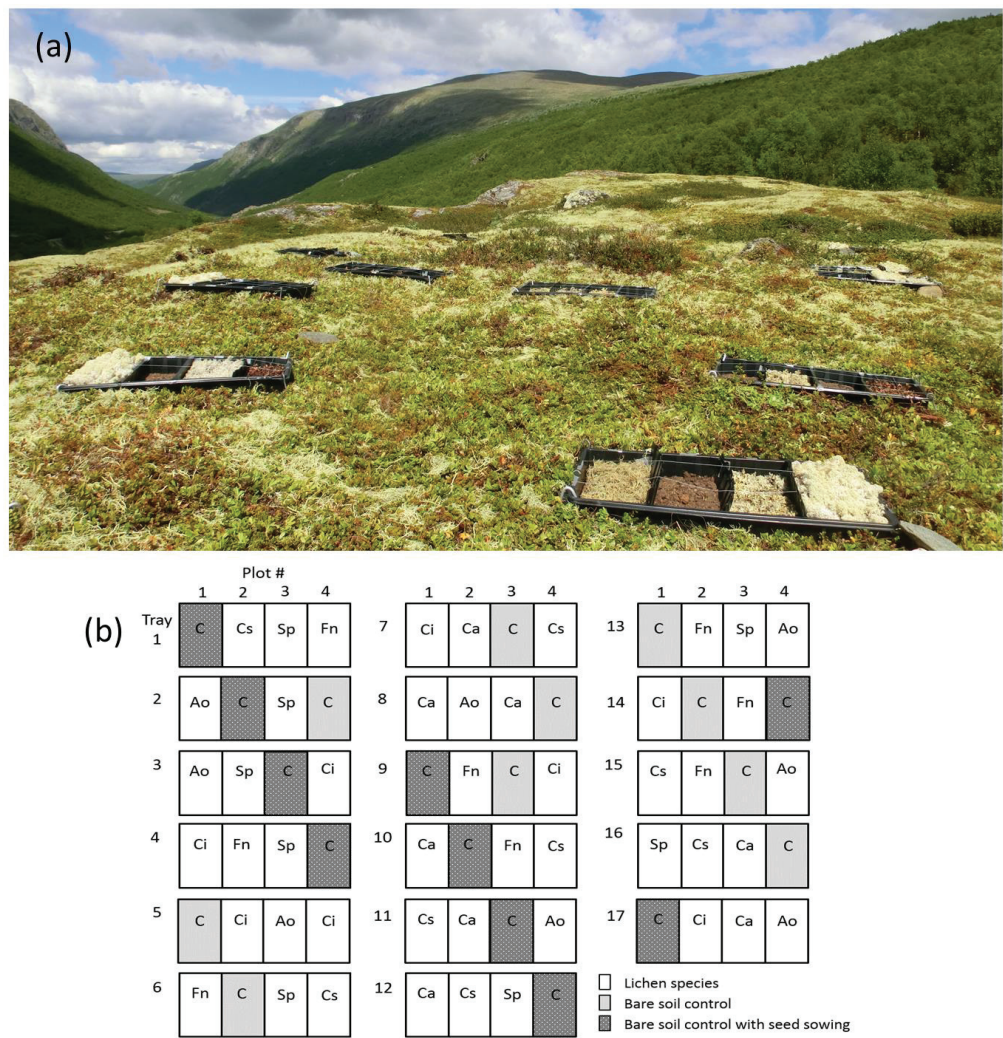 (a)
Plot #
1 2 3 4 1 2 3 4 1 2 3 4
(b)
Tray
1 C Cs Sp Fn 7 Ci Ca C Cs 13 C Fn Sp Ao
2 Ao C Sp C 8 Ca Ao Ca C 14 Ci C Fn C
3 Ao Sp C Ci 9 C Fn C Ci 15 Cs Fn C Ao
4 Ci Fn Sp C 10 Ca C Fn Cs 16 Sp Cs Ca C
5 C Ci Ao Ci 11 Cs Ca C Ao 17 C Ci Ca Ao
6 Fn C Sp Cs 12 Ca Cs Sp C
Lichen species
Bare soil control
Bare soil control with seed sowing